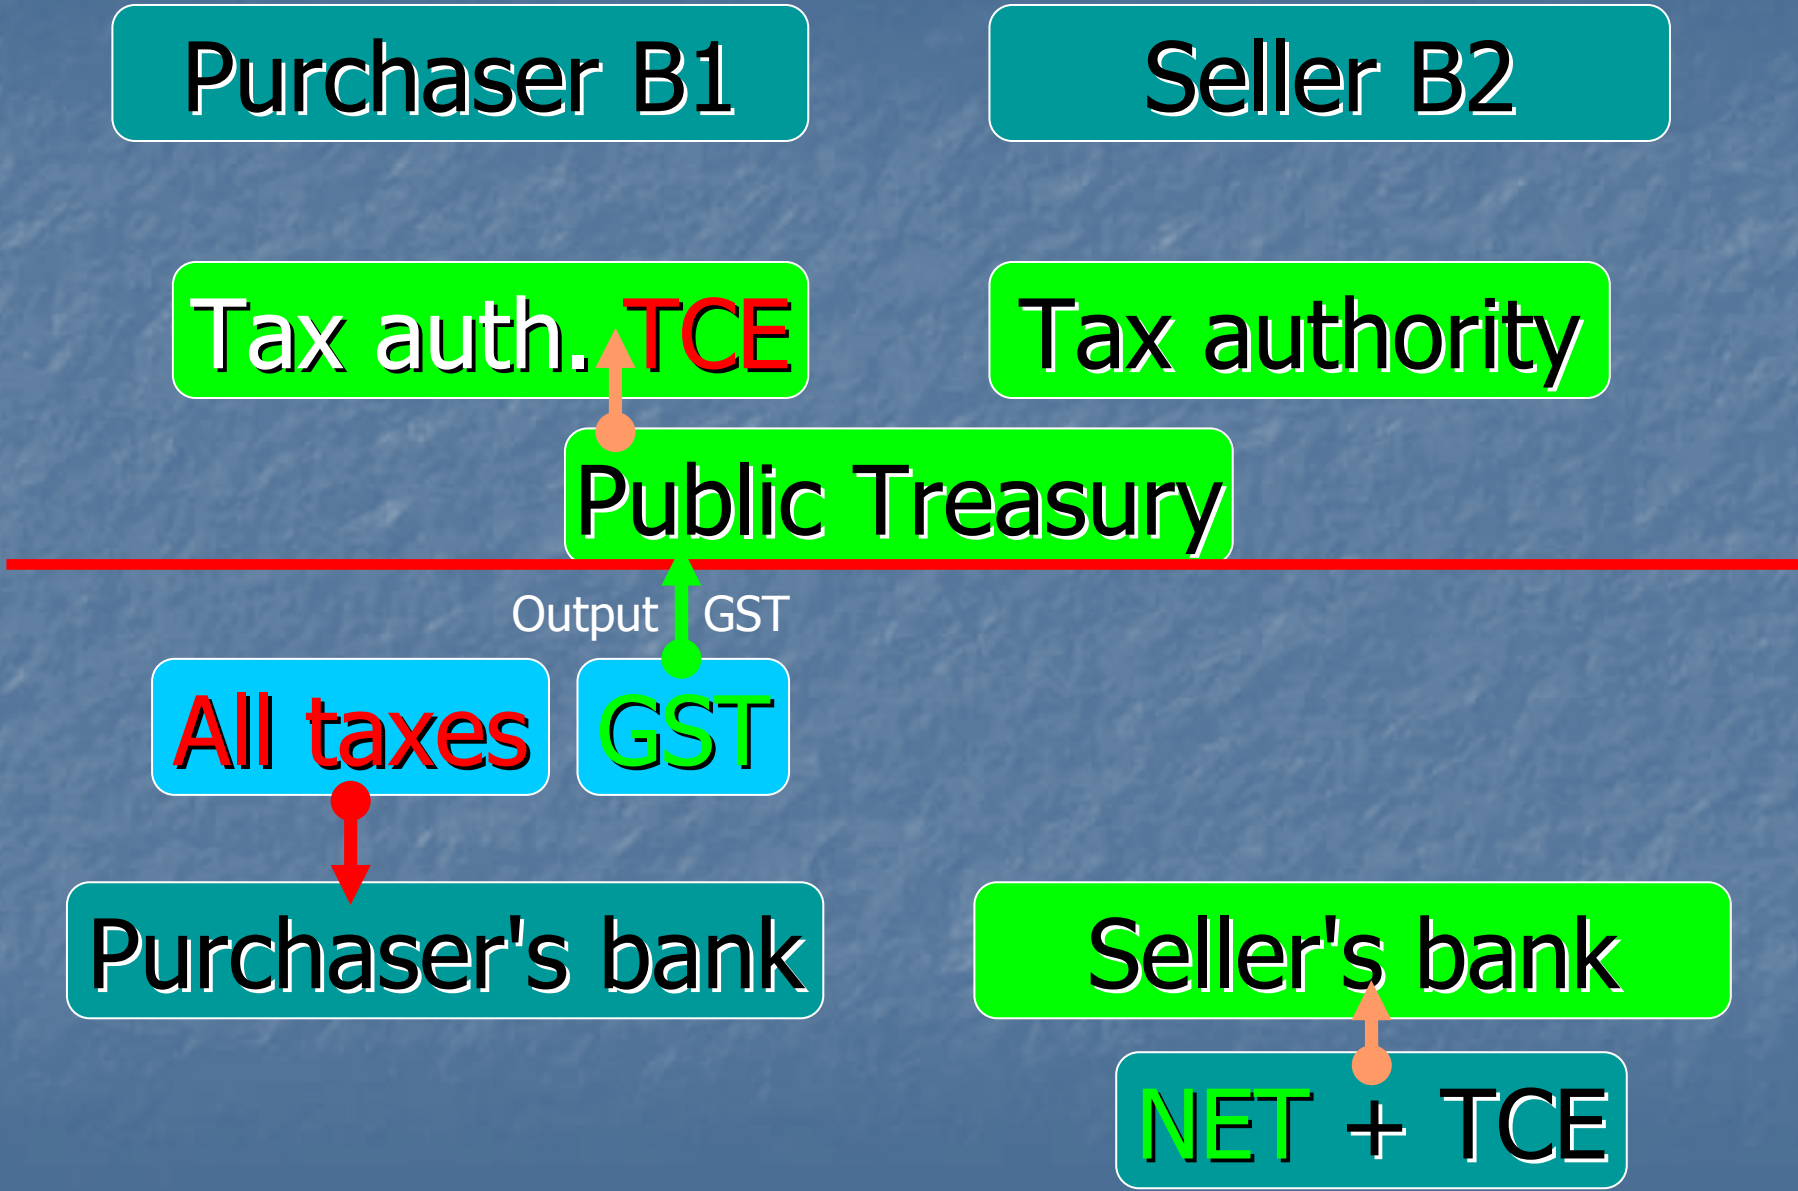 Purchaser B1
Seller B2
Tax auth. TCE
Tax authority
Public Treasury
Output GST
All taxes
GST
Purchaser's bank
Seller's bank
NET + TCE